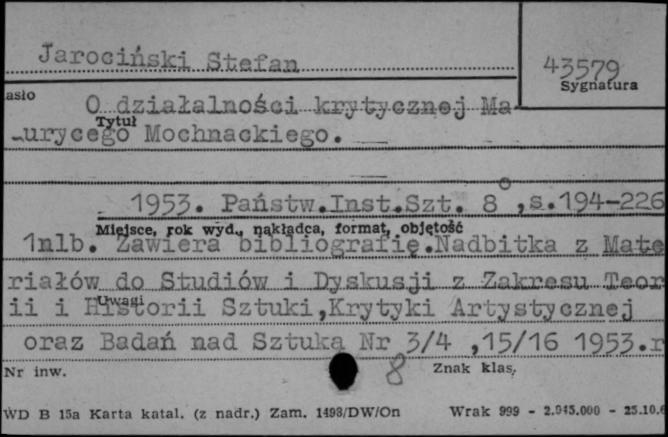 Jarociński Stefan
43579
Sygnatura
asło
O działalności krytycznej Ma
Tytuł
-urycego Mochnackiego.
1953. Państw.Inst.Szt. 8°,s.194-226
Miejsce, rok wyd., nakładca, format, objętość
1nlb. Zawiera bibliografię.Nadbitka z Mate
riałów do Studiów i Dyskusji z Zakresu Teor
Uwagi
ii i Historii Sztuki,Krytyki Artystycznej
oraz Badań nad Sztuką Nr 3/4 ,15/16 1953.r
Nr inw.
8
Znak klas.
WD B 15a Karta katal. (z nadr.) Zam. 1493/DW/On
Wrak 999 - 2.945.000 - 25.10.6